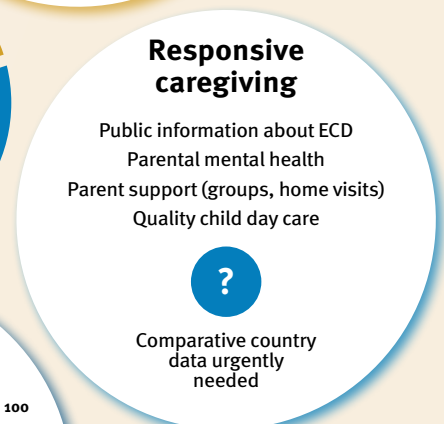 Responsive
caregiving
Public information about ECD
Parental mental health
Parent support (groups, home visits)
Quality child day care
?
Comparative country
data urgently
needed
100